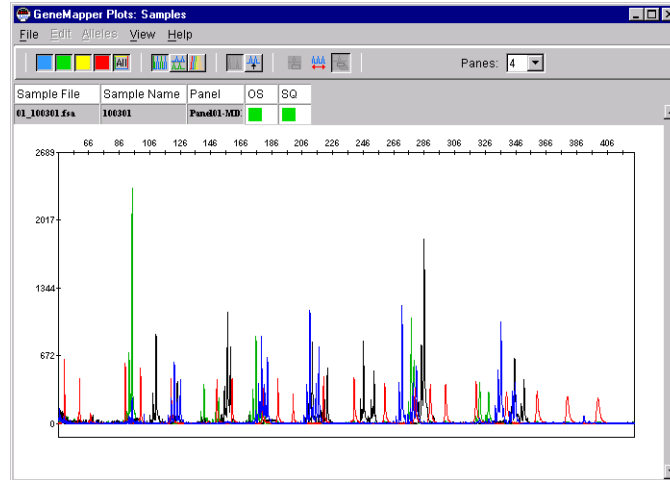 GeneMapper Plots: Samples
File Edit Alleles View Help
All Panes: 4
Sample File Sample Name Panel OS SQ
01_100301.fsa 100301 Panel01-MD
66 86 106 126 146 166 186 206 226 246 266 286 306 326 346 366 386 406
2689
2017
1344
672
0